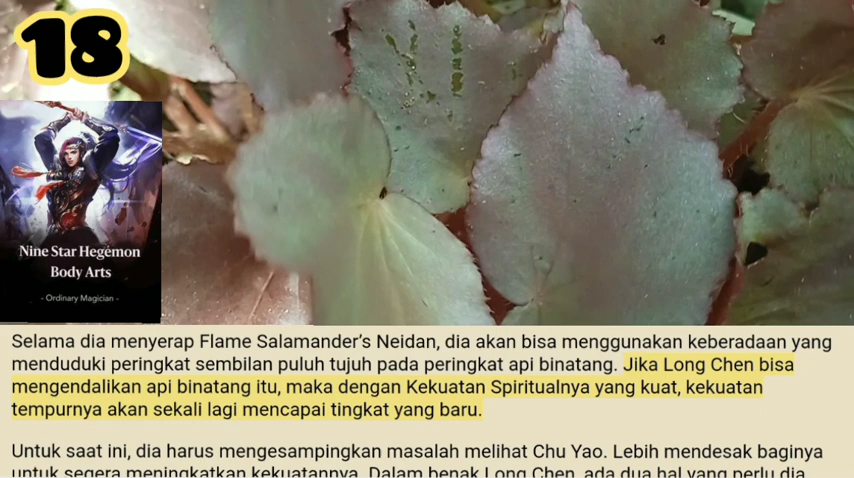 18
Nine Star Hegemon
Body Arts
- Ordinary Magician -
Selama dia menyerap Flame Salamander’s Neidan, dia akan bisa menggunakan keberadaan yang
menduduki peringkat sembilan puluh tujuh pada peringkat api binatang. Jika Long Chen bisa
mengendalikan api binatang itu, maka dengan Kekuatan Spiritualnya yang kuat, kekuatan
tempurnya akan sekali lagi mencapai tingkat yang baru.
Untuk saat ini, dia harus mengesampingkan masalah melihat Chu Yao. Lebih mendesak baginya
untuk segera meningkatkan kekuatannya. Dalam benak Long Chen, ada dua hal yang perlu dia